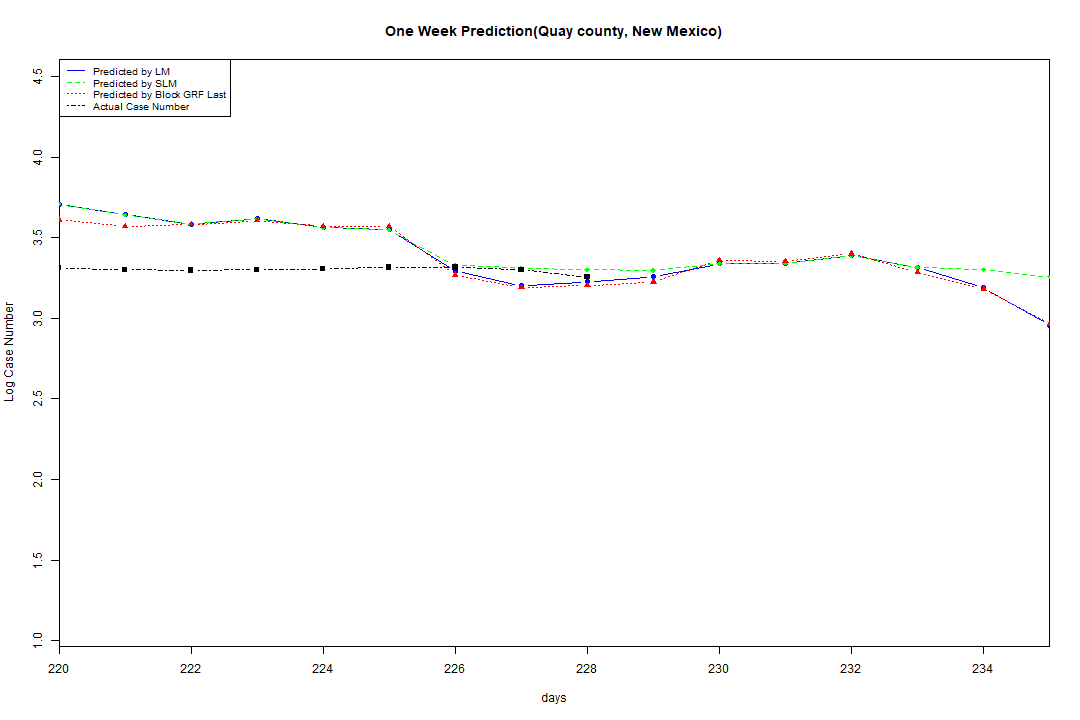 One Week Prediction(Quay county, New Mexico)
Predicted by LM
Predicted by SLM
Predicted by Block GRF Last
Actual Case Number
4.5
4.0
3.5
3.0
2.5
2.0
1.5
1.0
Log Case Number
220 222 224 226 228 230 232 234
days